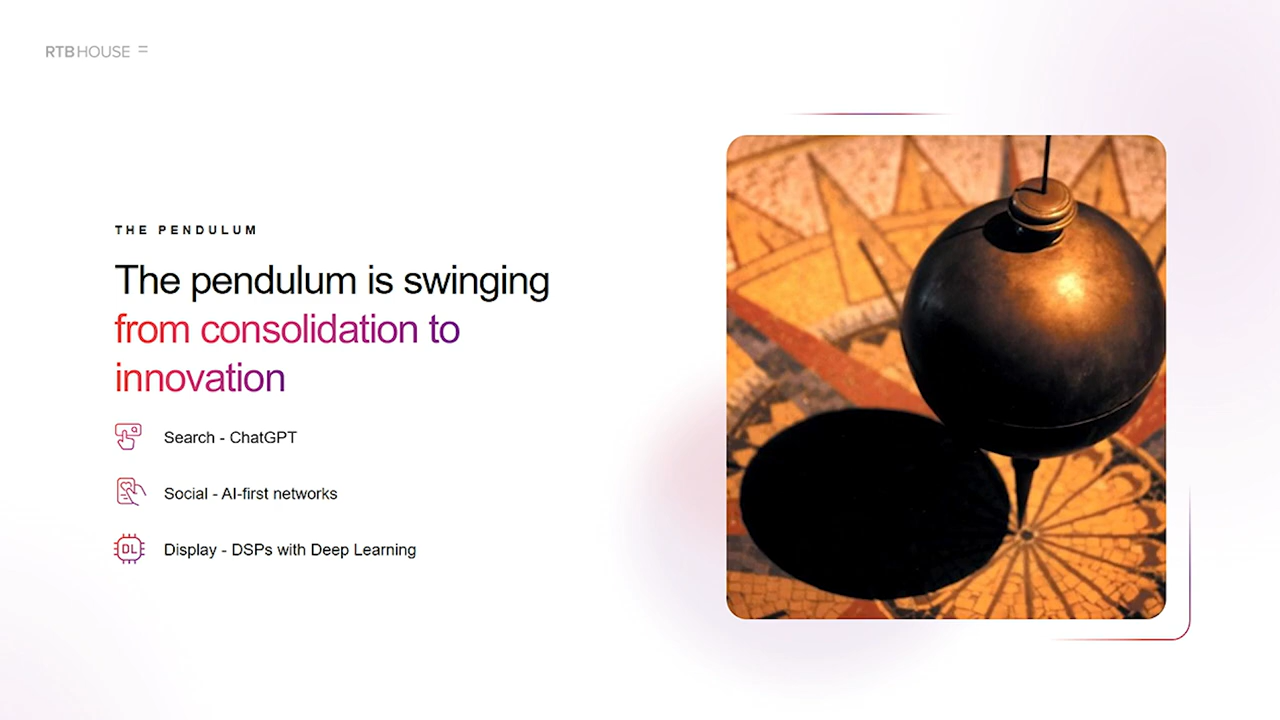 RTBHOUSE =
THE PENDULUM
The pendulum is swinging
from consolidation to
innovation
Search - ChatGPT
Social - AI-first networks
DL
Display - DSPs with Deep Learning